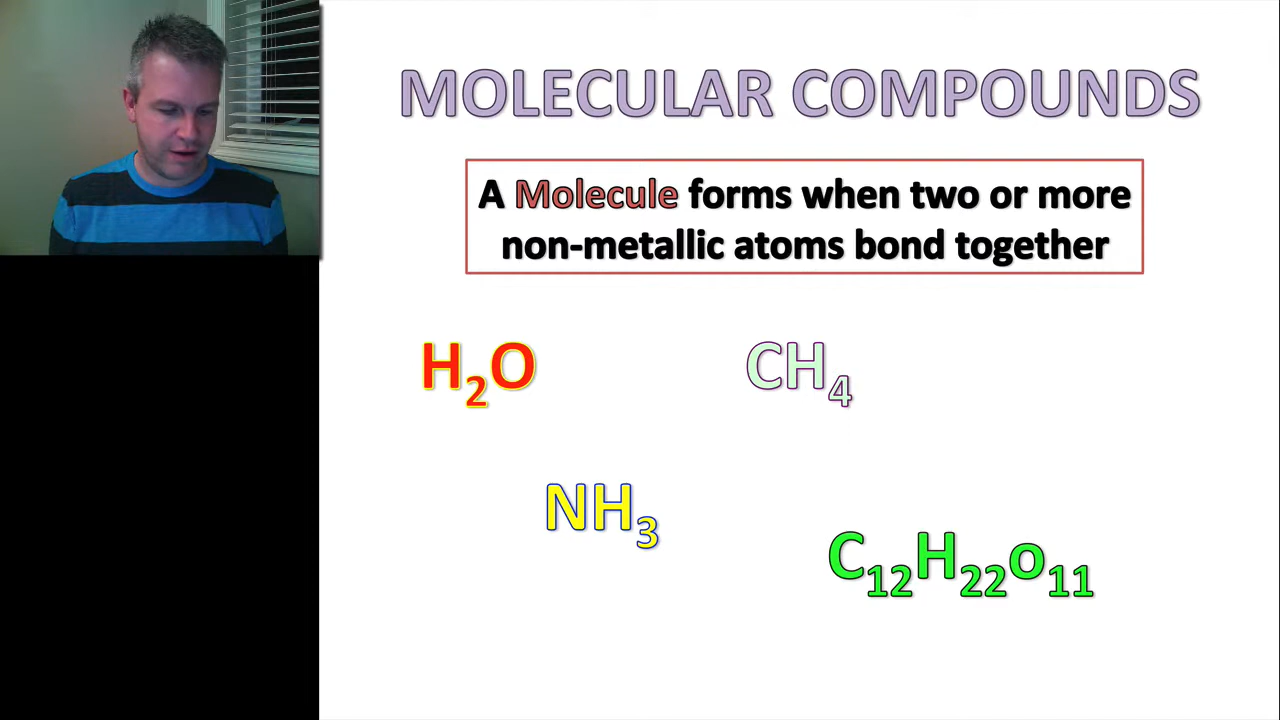 MOLECULAR COMPOUNDS
A Molecule forms when two or more
non-metallic atoms bond together
H₂O
CH₄
NH₃
C₁₂H₂₂o₁₁